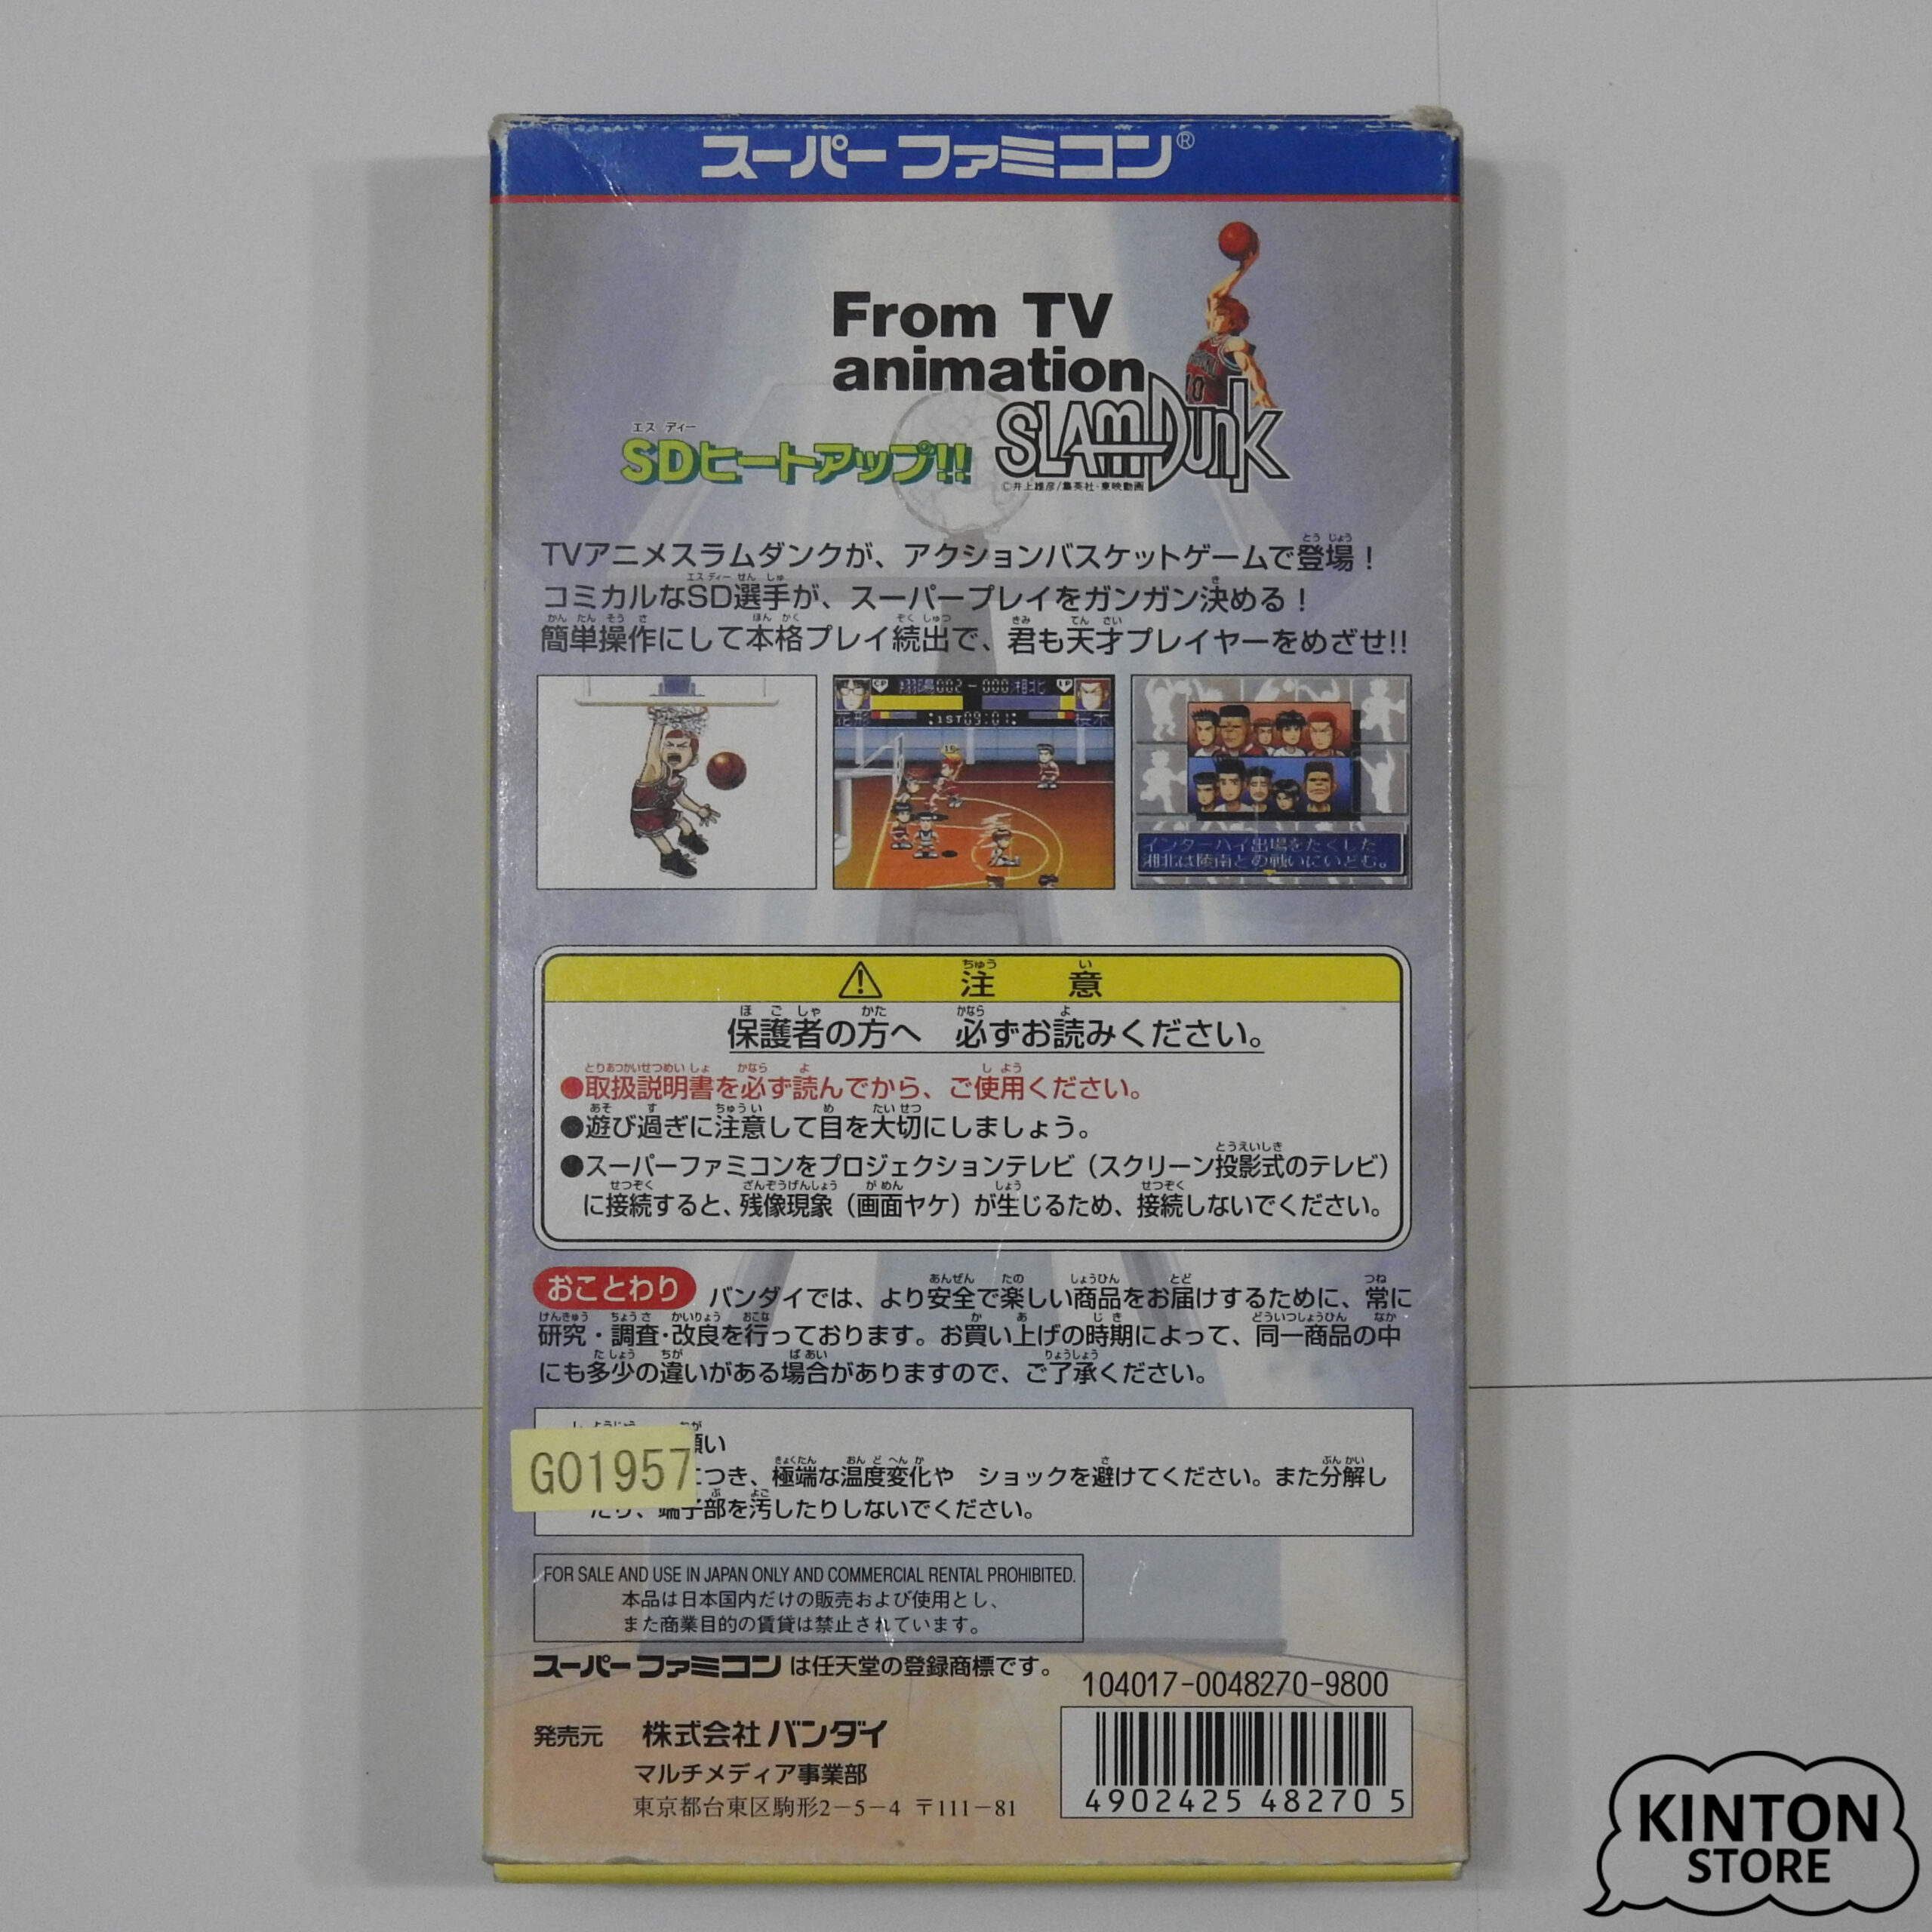 スーパーファミコン®
From TV
animation
SLAM DUNK
エス ディー
SDヒートアップ!!
©井上雄彦/集英社・東映動画
TVアニメスラムダンクが、アクションバスケットゲームで登場！
コミカルなSD選手が、スーパープレイをガンガン決める！
簡単操作にして本格プレイ続出で、君も天才プレイヤーをめざせ!!
CP 翔陽002-000湘北 1P
花形 1ST09:01 桜木
インターハイ出場をたくした
湘北は陵南との戦いにいどむ。
注意
保護者の方へ　必ずお読みください。
●取扱説明書を必ず読んでから、ご使用ください。
●遊び過ぎに注意して目を大切にしましょう。
●スーパーファミコンをプロジェクションテレビ（スクリーン投影式のテレビ）
に接続すると、残像現象（画面ヤケ）が生じるため、接続しないでください。
おことわり バンダイでは、より安全で楽しい商品をお届けするために、常に
研究・調査・改良を行っております。お買い上げの時期によって、同一商品の中
にも多少の違いがある場合がありますので、ご了承ください。
願い
G01957
つき、極端な温度変化や　ショックを避けてください。また分解し
たり、端子部を汚したりしないでください。
FOR SALE AND USE IN JAPAN ONLY AND COMMERCIAL RENTAL PROHIBITED.
本品は日本国内だけの販売および使用とし、
また商業目的の賃貸は禁止されています。
スーパーファミコンは任天堂の登録商標です。
104017-0048270-9800
発売元　株式会社バンダイ
マルチメディア事業部
東京都台東区駒形2－5－4 〒111－81
4902425 48270 5
KINTON
STORE